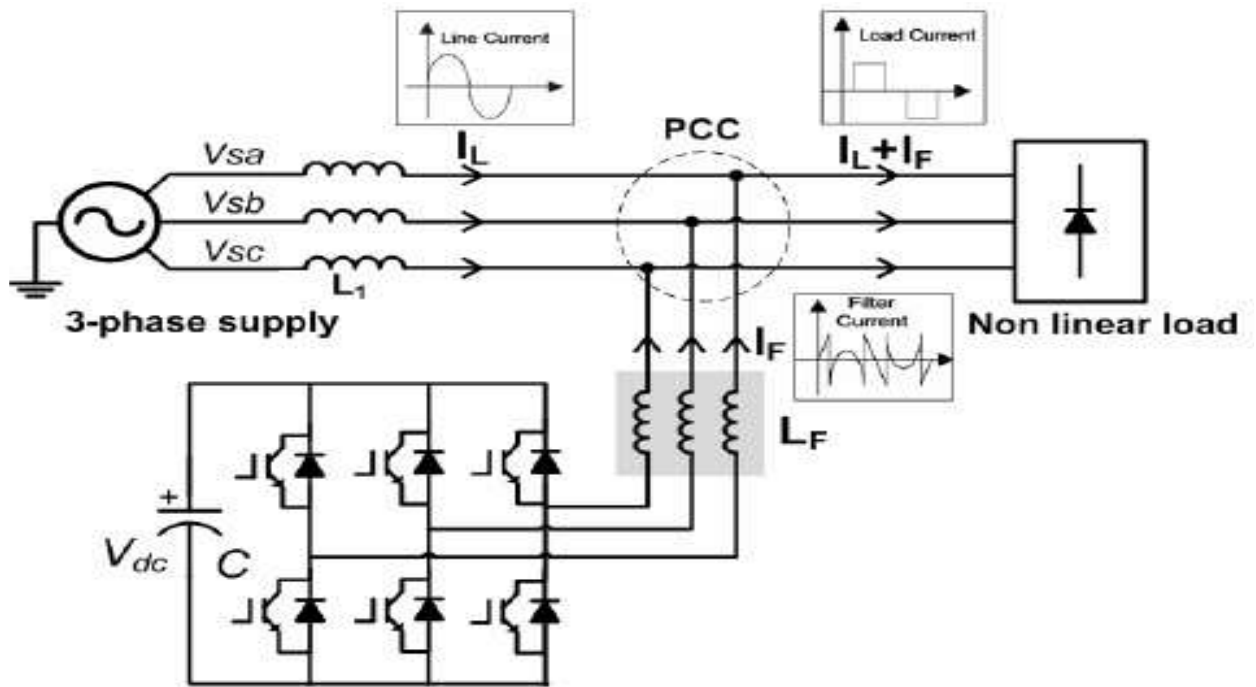 Line Current
Load Current
PCC
Vsa
I_L
I_L+I_F
Vsb
Vsc
L_1
3-phase supply
Filter
Current
Non linear load
I_F
L_F
+
V_dc
C